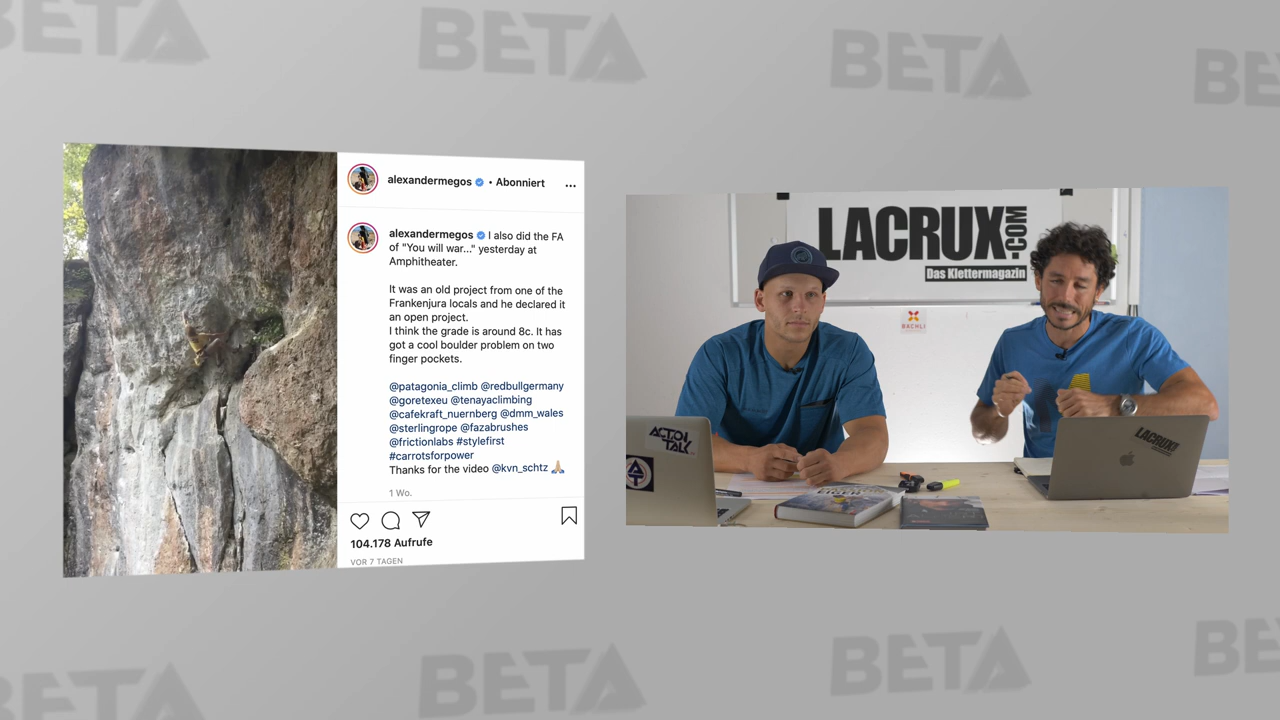 BETA
BETA
BETA
BETA
alexandermegos • Abonniert
alexandermegos I also did the FA
of "You will war..." yesterday at
Amphitheater.
It was an old project from one of the
Frankenjura locals and he declared it
an open project.
I think the grade is around 8c. It has
got a cool boulder problem on two
finger pockets.
@patagonia_climb @redbullgermany
@goretexeu @tenayaclimbing
@cafekraft_nuernberg @dmm_wales
@sterlingrope @fazabrushes
@frictionlabs #stylefirst
#carrotsforpower
Thanks for the video @kvn_schtz 🙏🏼
1 Wo.
104.178 Aufrufe
VOR 7 TAGEN
LACRUX.COM
Das Klettermagazin
BÄCHLI
ACTION
TALK
LACRUX
BETA
BETA
BETA
BE